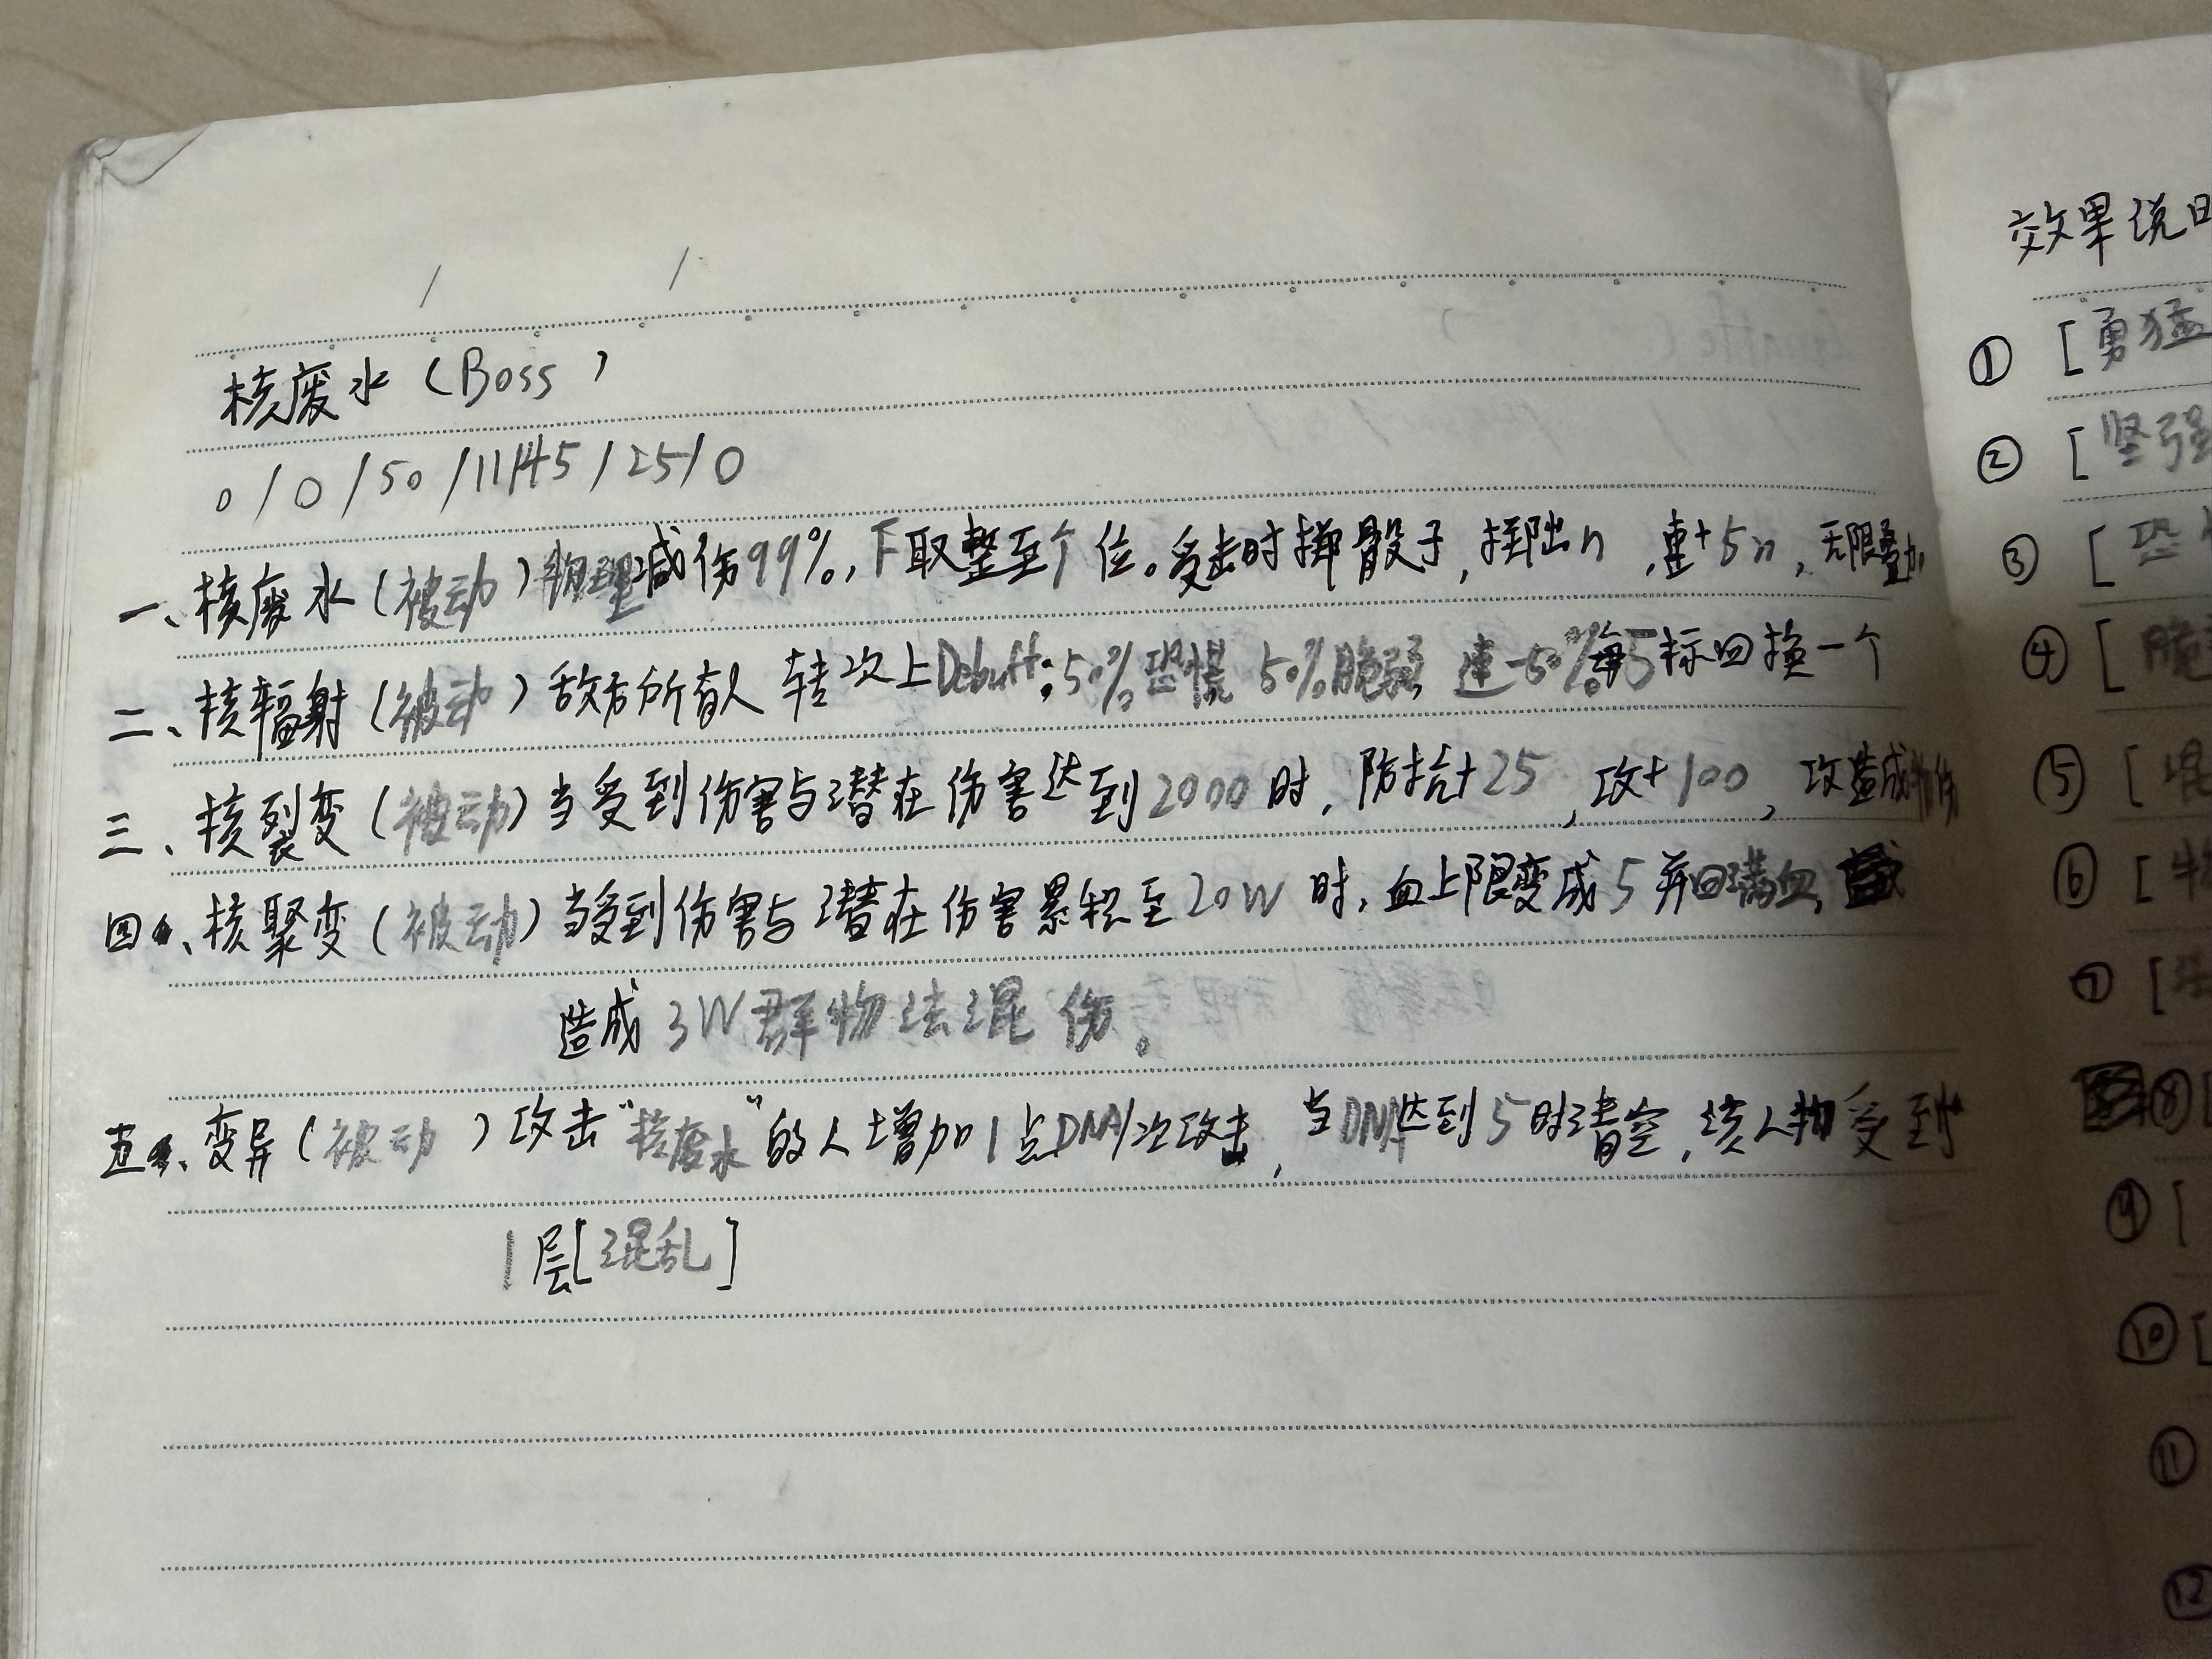 核废水（Boss）
0/0/50/11145/25/0
一、核废水（被动）物理减伤99%，下取整至个位。受击时掷骰子，掷出n，速+5n，无限叠加
二、核辐射（被动）敌方所有人 转次上Debuff：50%恐慌 50%脆弱 速-50% 每5标回换一个
三、核裂变（被动）当受到伤害与潜在伤害达到2000时，防抗+25，攻+100，攻造成
四、核聚变（被动）当受到伤害与潜在伤害累积至20W时，血上限变成5并回满血，
造成3W群物法混伤。
五、变异（被动）攻击“核废水”的人增加1点DNA/次攻击，当DNA达到5时清空，该人物受到
1层[混乱]
效果说
① [勇猛
② [坚强
③ [恐
④ [脆
⑤ [混
⑥ [物
⑦ [法
⑧ [
⑨ [
⑩ [
⑪
⑫